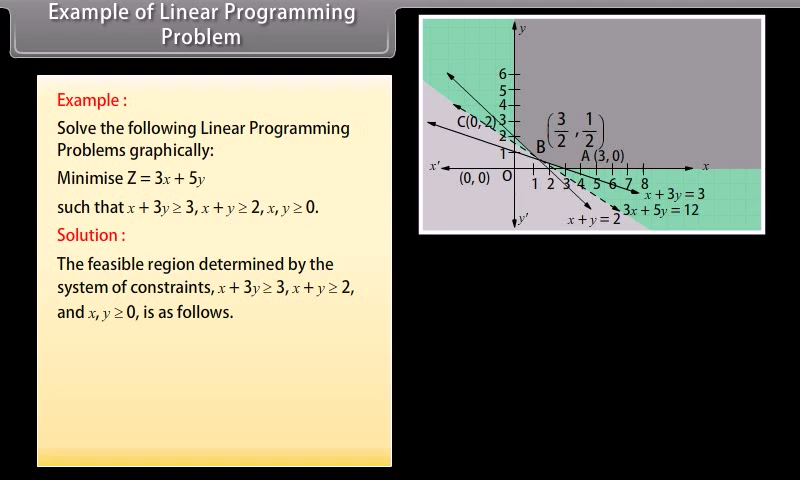 Example of Linear Programming
Problem
Example :
Solve the following Linear Programming
Problems graphically:
Minimise Z = 3x + 5y
such that x + 3y ≥ 3, x + y ≥ 2, x, y ≥ 0.
Solution :
The feasible region determined by the
system of constraints, x + 3y ≥ 3, x + y ≥ 2,
and x, y ≥ 0, is as follows.
y
6
5
4
C(0, 2) 3
2
1
B (3/2, 1/2)
A (3, 0)
x' x
(0, 0) O 1 2 3 4 5 6 7 8
x + 3y = 3
3x + 5y = 12
x + y = 2
y'